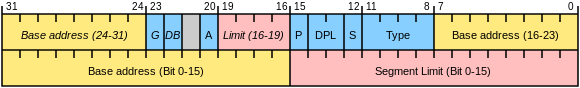 31 24 23 20 19 16 15 12 11 8 7 0
Base address (24-31) G DB A Limit (16-19) P DPL S Type Base address (16-23)
Base address (Bit 0-15) Segment Limit (Bit 0-15)